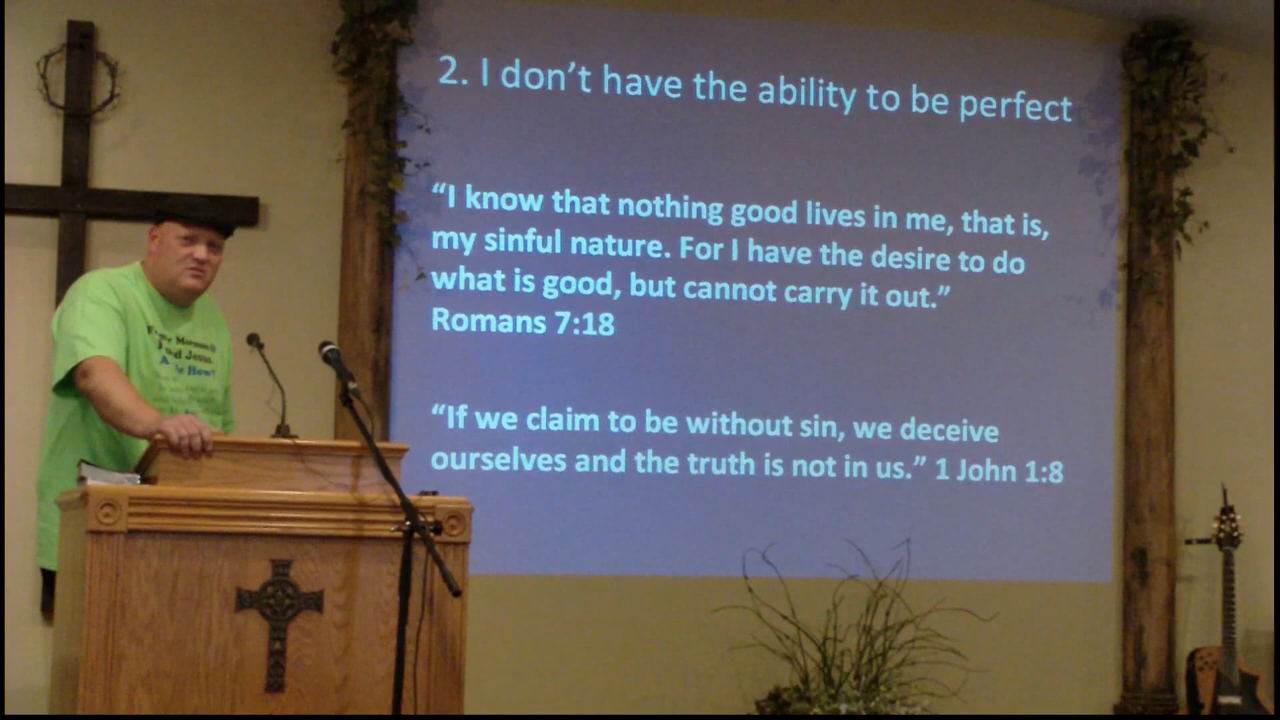 2. I don’t have the ability to be perfect
“I know that nothing good lives in me, that is,
my sinful nature. For I have the desire to do
what is good, but cannot carry it out.”
Romans 7:18
“If we claim to be without sin, we deceive
ourselves and the truth is not in us.” 1 John 1:8
Jesus